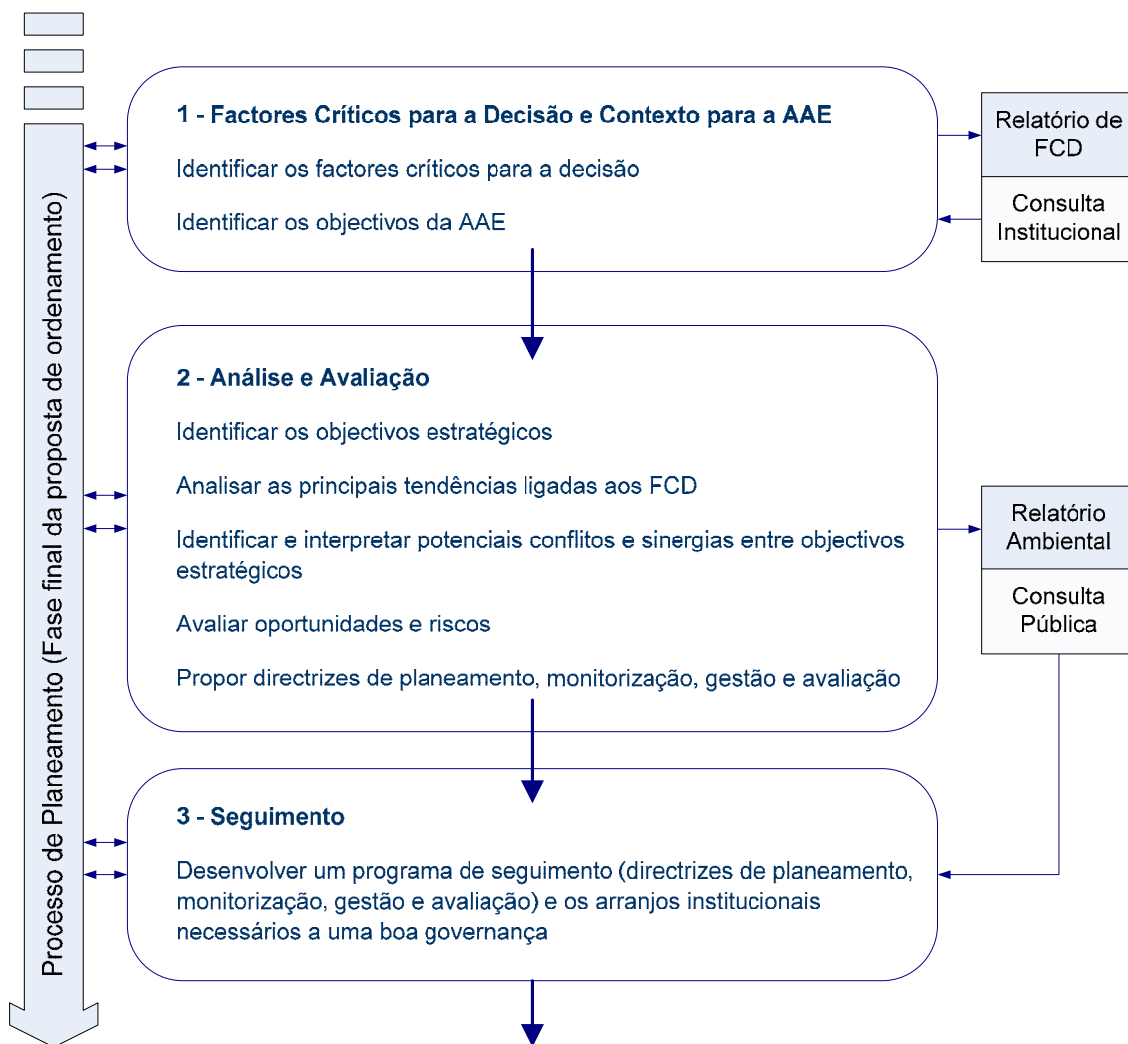 Processo de Planeamento (Fase final da proposta de ordenamento)
1 - Factores Críticos para a Decisão e Contexto para a AAE
Identificar os factores críticos para a decisão
Identificar os objectivos da AAE
Relatório de
FCD
Consulta
Institucional
2 - Análise e Avaliação
Identificar os objectivos estratégicos
Analisar as principais tendências ligadas aos FCD
Identificar e interpretar potenciais conflitos e sinergias entre objectivos
estratégicos
Avaliar oportunidades e riscos
Propor directrizes de planeamento, monitorização, gestão e avaliação
Relatório
Ambiental
Consulta
Pública
3 - Seguimento
Desenvolver um programa de seguimento (directrizes de planeamento,
monitorização, gestão e avaliação) e os arranjos institucionais
necessários a uma boa governança